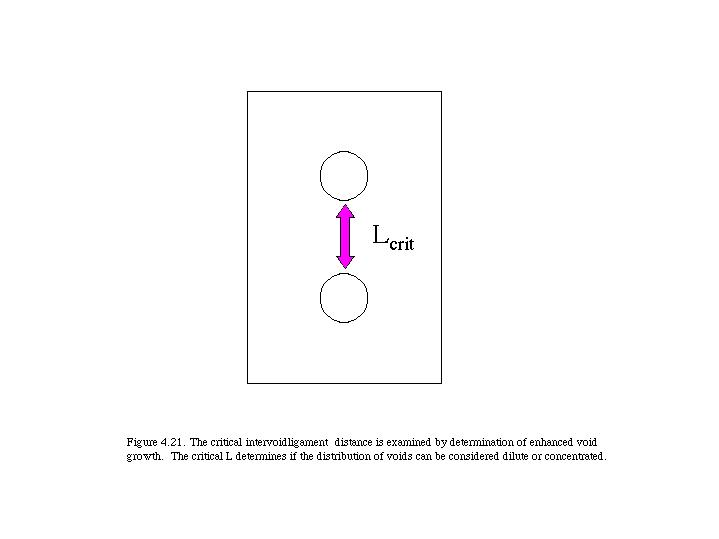 Lcrit
Figure 4.21. The critical intervoidligament distance is examined by determination of enhanced void
growth. The critical L determines if the distribution of voids can be considered dilute or concentrated.